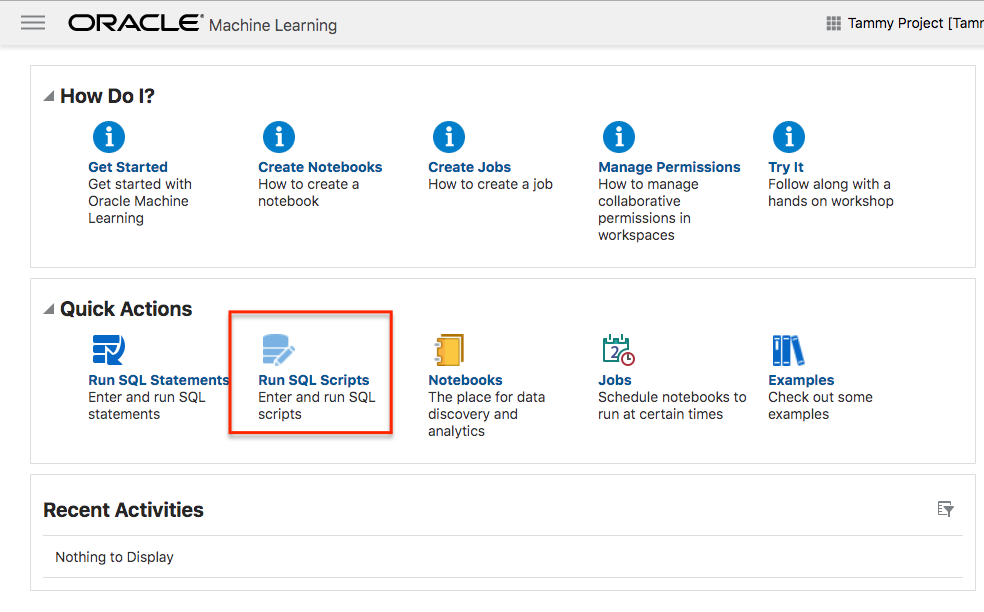 ORACLE® Machine Learning
Tammy Project [Tamm
How Do I?
Get Started
Get started with
Oracle Machine
Learning
Create Notebooks
How to create a
notebook
Create Jobs
How to create a job
Manage Permissions
How to manage
collaborative
permissions in
workspaces
Try It
Follow along with a
hands on workshop
Quick Actions
Run SQL Statements
Enter and run SQL
statements
Run SQL Scripts
Enter and run SQL
scripts
Notebooks
The place for data
discovery and
analytics
2
Jobs
Schedule notebooks to
run at certain times
Examples
Check out some
examples
Recent Activities
Nothing to Display